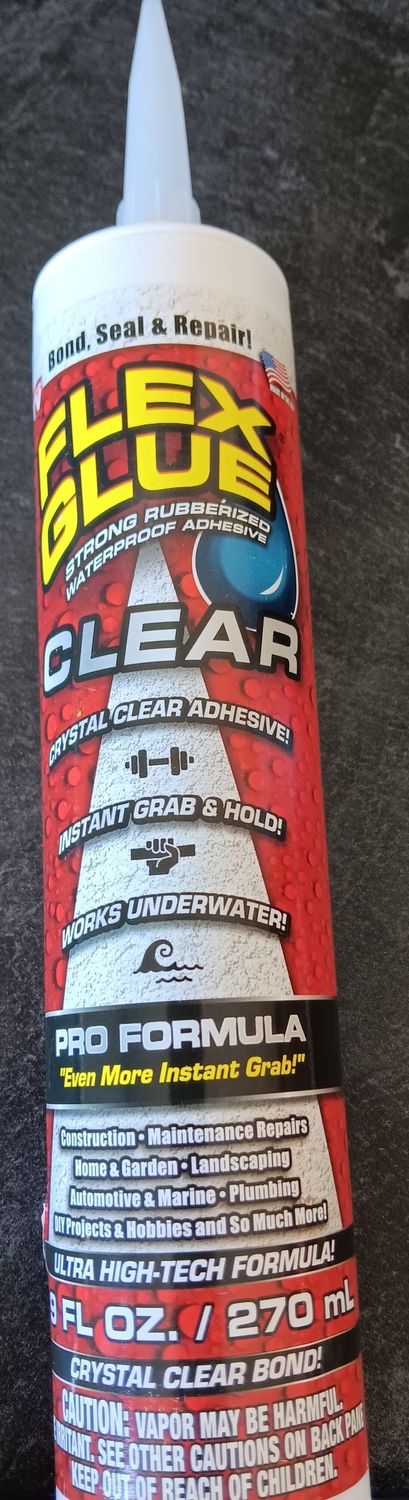 Bond, Seal & Repair!
FLEX
GLUE
STRONG RUBBERIZED
WATERPROOF ADHESIVE
CLEAR
CRYSTAL CLEAR ADHESIVE!
INSTANT GRAB & HOLD!
WORKS UNDERWATER!
PRO FORMULA
"Even More Instant Grab!"
Construction • Maintenance Repairs
Home & Garden • Landscaping
Automotive & Marine • Plumbing
DIY Projects & Hobbies and So Much More!
ULTRA HIGH-TECH FORMULA!
9 FL OZ. / 270 mL
CRYSTAL CLEAR BOND!
CAUTION: VAPOR MAY BE HARMFUL.
SEE OTHER CAUTIONS ON BACK
KEEP OUT OF REACH OF CHILDREN.